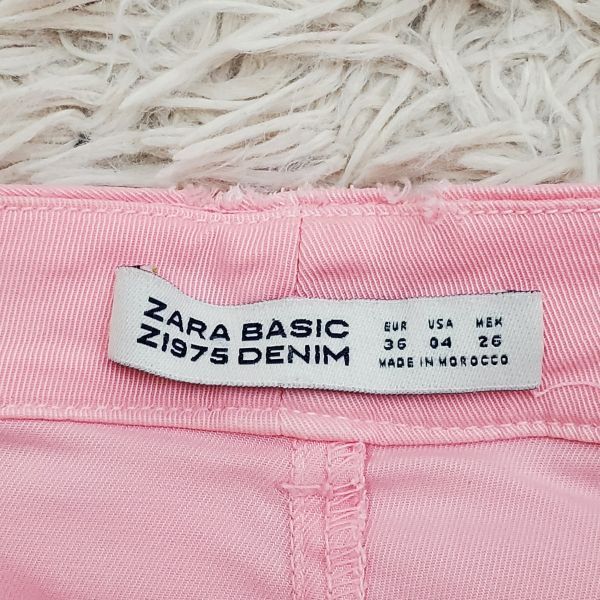 ZARA BASIC
Z1975 DENIM
EUR USA MEX
36 04 26
MADE IN MOROCCO